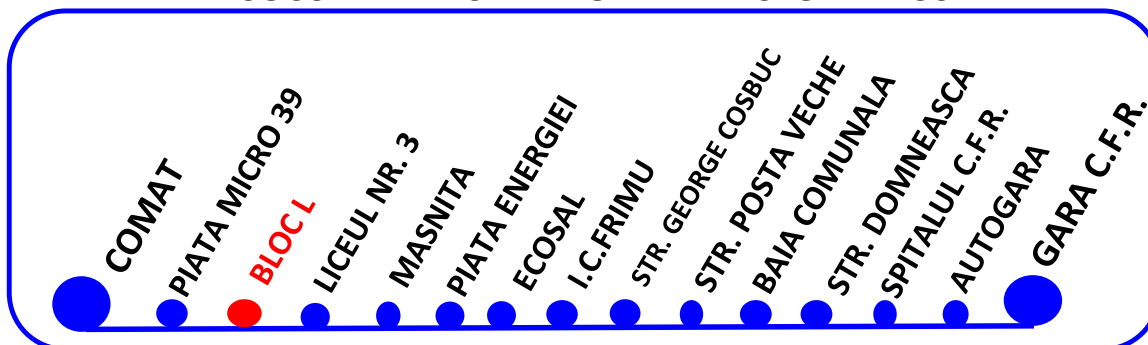 COMAT
PIATA MICRO 39
BLOC L
LICEUL NR. 3
MASNITA
PIATA ENERGIEI
ECOSAL
I.C.FRIMU
STR. GEORGE COSBUC
STR. POSTA VECHE
BAIA COMUNALA
STR. DOMNEASCA
SPITALUL C.F.R.
AUTOGARA
GARA C.F.R.